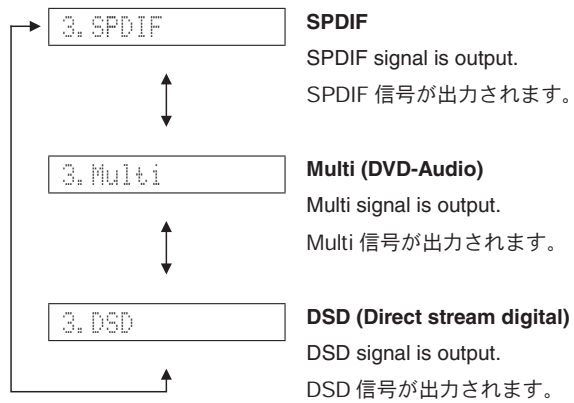 3.SPDIF
SPDIF
SPDIF signal is output.
SPDIF 信号が出力されます。
3.Multi
Multi (DVD-Audio)
Multi signal is output.
Multi 信号が出力されます。
3.DSD
DSD (Direct stream digital)
DSD signal is output.
DSD 信号が出力されます。